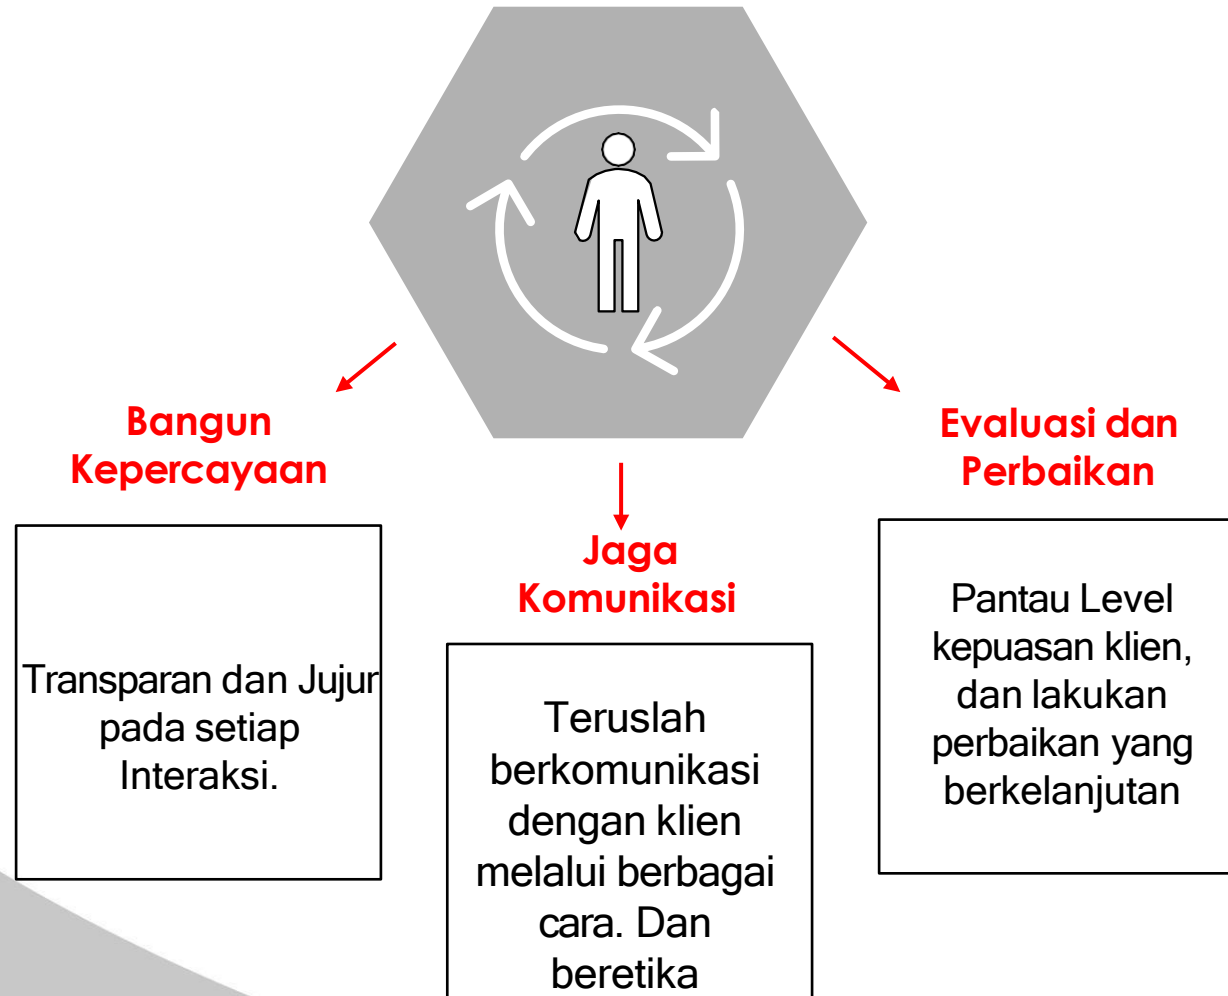 Bangun
Kepercayaan
Transparan dan Jujur
pada setiap
Interaksi.
Jaga
Komunikasi
Teruslah
berkomunikasi
dengan klien
melalui berbagai
cara. Dan
beretika
Evaluasi dan
Perbaikan
Pantau Level
kepuasan klien,
dan lakukan
perbaikan yang
berkelanjutan